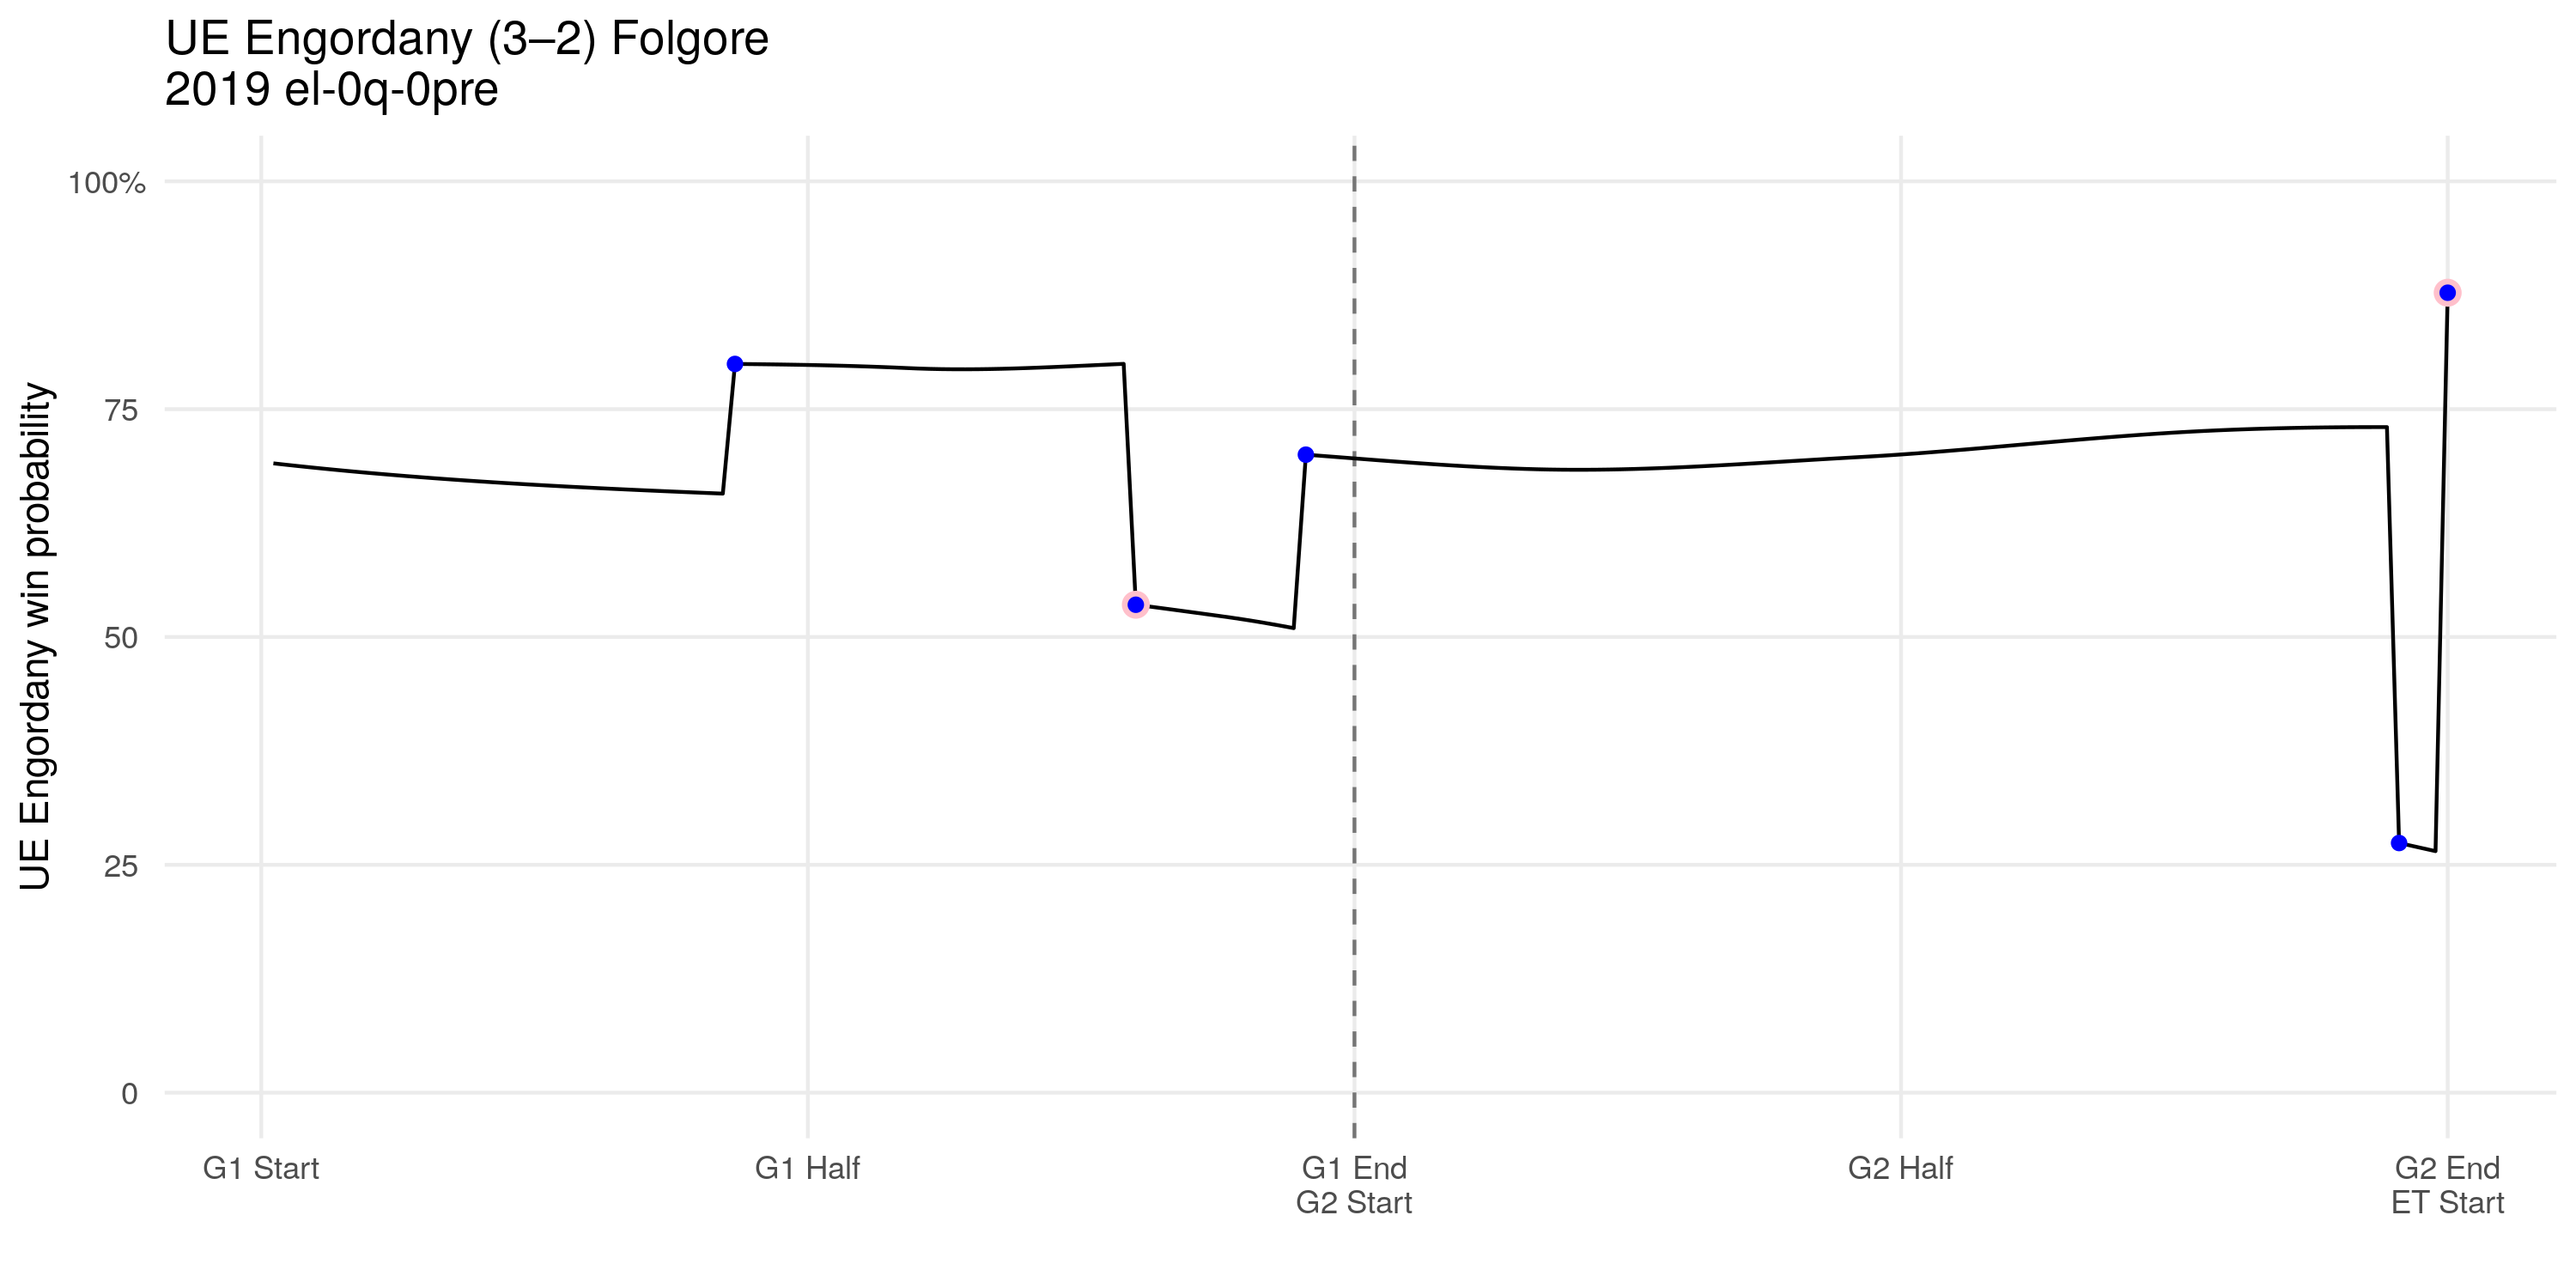 UE Engordany (3–2) Folgore
2019 el-0q-0pre
UE Engordany win probability
100%
75
50
25
0
G1 Start
G1 Half
G1 End
G2 Start
G2 Half
G2 End
ET Start